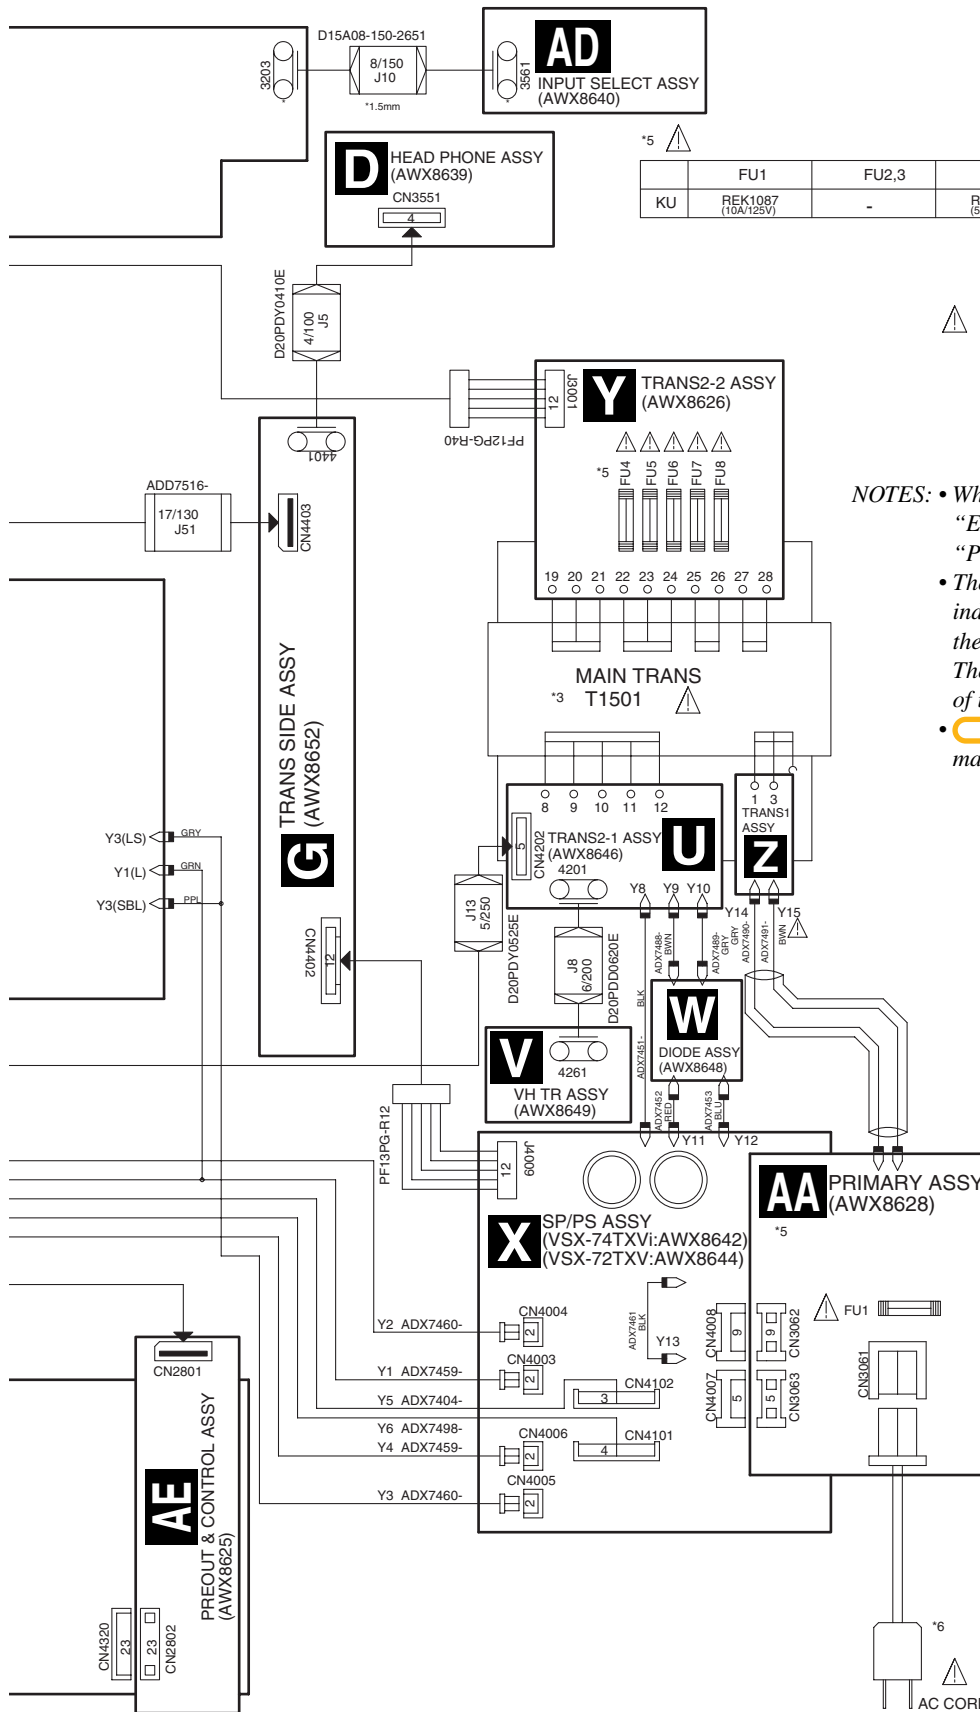 D15A08-150-2651
3203
*
8/150
J10
*1.5mm
3561
*
AD
INPUT SELECT ASSY
(AWX8640)
*5
FU1
FU2,3
KU
REK1087
(10A/125V)
-
R
(5
D
HEAD PHONE ASSY
(AWX8639)
CN3551
4
D20PDY0410E
4/100
J5
PF12PG-R40
12
J3001
Y
TRANS2-2 ASSY
(AWX8626)
*5
FU4
FU5
FU6
FU7
FU8
19 20 21 22 23 24 25 26 27 28
4401
ADD7516-
17/130
J51
CN4403
NOTES: • Wh
“E
“P
• The
ind
the
The
of t
•
ma
MAIN TRANS
*3 T1501
G
TRANS SIDE ASSY
(AWX8652)
8 9 10 11 12
1 3
TRANS1
ASSY
Z
TRANS2-1 ASSY
(AWX8646)
U
CN4202
5
4201
Y8 Y9 Y10
Y14 Y15
Y3(LS)
GRY
Y1(L)
GRN
Y3(SBL)
PPL
J13
5/250
D20PDY0525E
J8
6/200
D20PDD0620E
ADX7451-
BLK
ADX7488-
BWN
ADX7489-
GRY
GRY
ADX7490-
ADX7491-
BWN
CN4402
12
W
DIODE ASSY
(AWX8648)
V
4261
VH TR ASSY
(AWX8649)
ADX7452
RED
ADX7453
BLU
Y11 Y12
PF13PG-R12
J4009
12
X
SP/PS ASSY
(VSX-74TXVi:AWX8642)
(VSX-72TXV:AWX8644)
AA
PRIMARY ASSY
(AWX8628)
*5
FU1
ADX7461
BLK
Y13
CN4008
9
9
CN3062
CN4007
5
5
CN3063
CN3061
Y2 ADX7460-
CN4004
2
Y1 ADX7459-
CN4003
2
Y5 ADX7404-
CN4102
3
Y6 ADX7498-
CN4101
4
Y4 ADX7459-
CN4006
2
Y3 ADX7460-
CN4005
2
CN2801
AE
PREOUT & CONTROL ASSY
(AWX8625)
CN4320
23
23
CN2802
*6
AC CORD